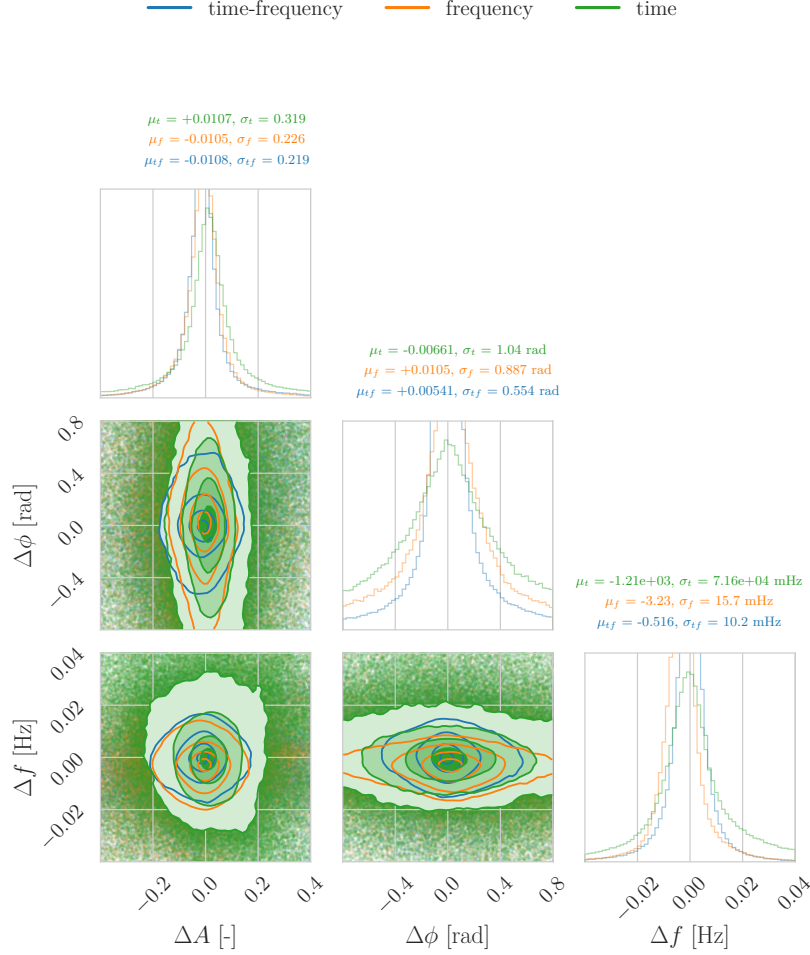 time-frequency frequency time
μt = +0.0107, σt = 0.319
μf = -0.0105, σf = 0.226
μtf = -0.0108, σtf = 0.219
μt = -0.00661, σt = 1.04 rad
μf = +0.0105, σf = 0.887 rad
μtf = +0.00541, σtf = 0.554 rad
0.8
0.4
0.0
−0.4
Δϕ [rad]
μt = -1.21e+03, σt = 7.16e+04 mHz
μf = -3.23, σf = 15.7 mHz
μtf = -0.516, σtf = 10.2 mHz
0.04
0.02
0.00
−0.02
Δf [Hz]
−0.2 0.0 0.2 0.4
−0.4 0.0 0.4 0.8
−0.02 0.00 0.02 0.04
ΔA [-] Δϕ [rad] Δf [Hz]